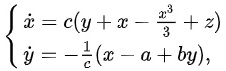 ẋ = c(y + x − x³/3 + z)
ẏ = −1/c(x − a + by),